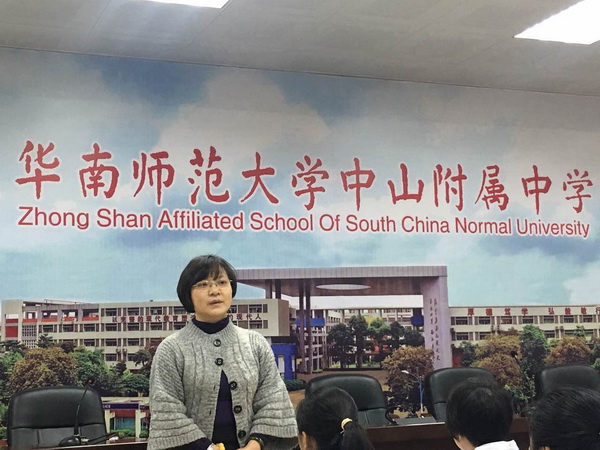 华南师范大学中山附属中学
Zhong Shan Affiliated School Of South China Normal University